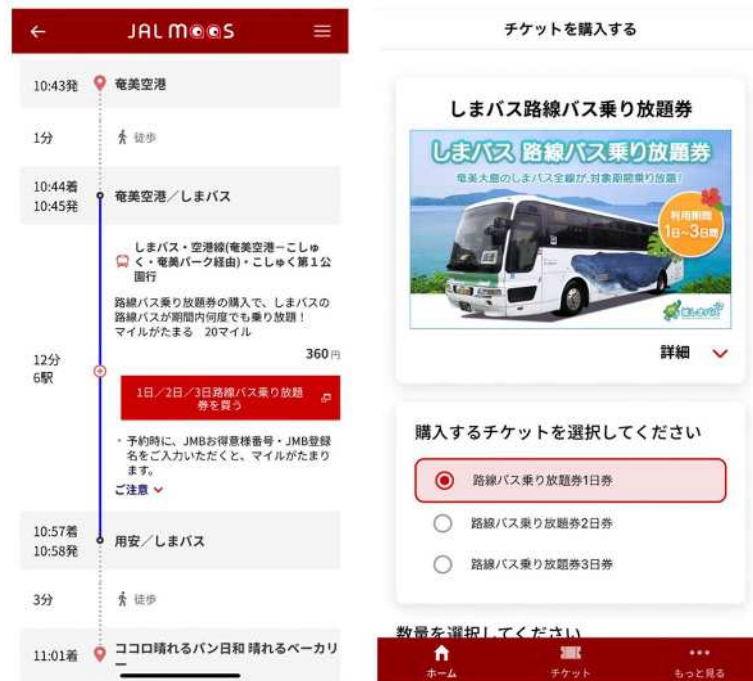 JAL MaaS
10:43発
奄美空港
1分
徒歩
10:44着
10:45発
奄美空港／しまバス
しまバス・空港線(奄美空港－こしゅ
く・奄美パーク経由)・こしゅく第１公
園行
路線バス乗り放題券の購入で、しまバスの
路線バスが期間内何度でも乗り放題！
マイルがたまる 20マイル
360円
12分
6駅
1日／2日／3日路線バス乗り放題
券を買う
・予約時に、JMBお得意様番号・JMB登録
名をご入力いただくと、マイルがたまり
ます。
ご注意
10:57着
10:58発
用安／しまバス
3分
徒歩
11:01着
ココロ晴れるパン日和 晴れるベーカリ
ー
チケットを購入する
しまバス路線バス乗り放題券
しまバス 路線バス乗り放題券
奄美大島のしまバス全線が、対象期間乗り放題！
利用期間
1日~3日間
しまバス
詳細
購入するチケットを選択してください
路線バス乗り放題券1日券
路線バス乗り放題券2日券
路線バス乗り放題券3日券
数量を選択してください
ホーム
チケット
もっと見る